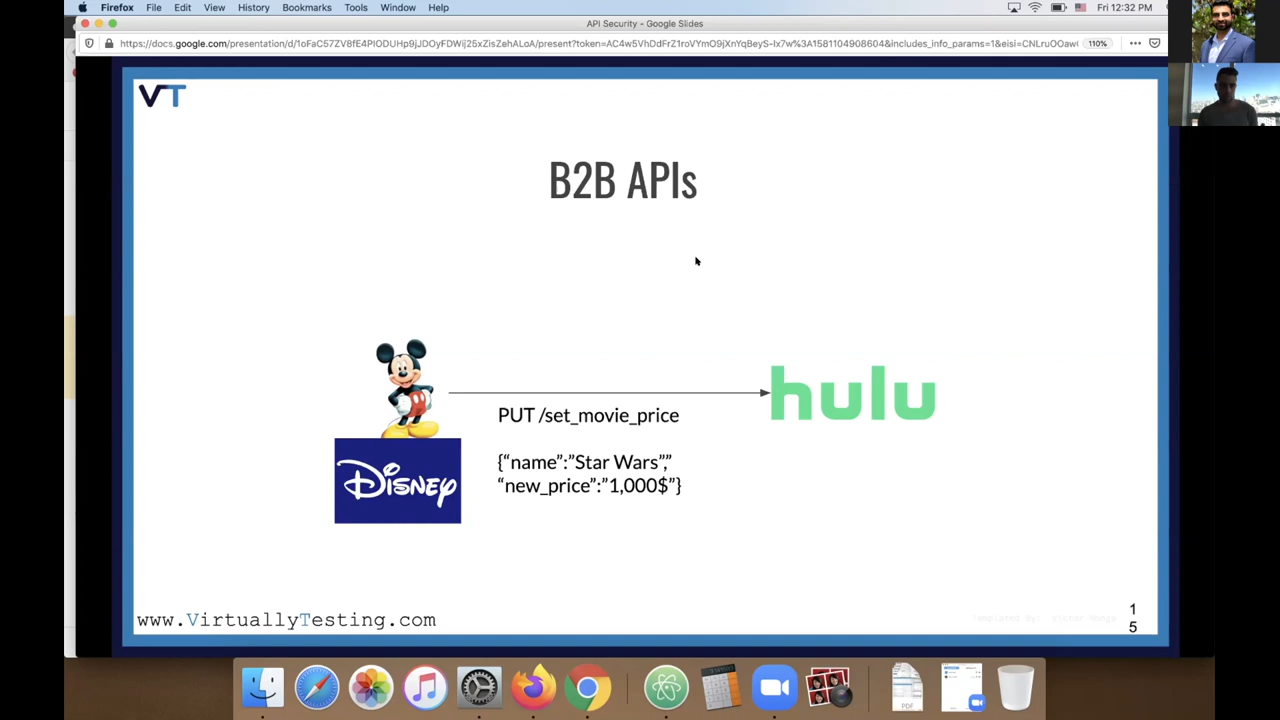 Firefox File Edit View History Bookmarks Tools Window Help Fri 12:32 PM
API Security - Google Slides
110%
VT
B2B APIs
hulu
PUT /set_movie_price
{“name”:”Star Wars”,”
“new_price”:”1,000$”}
DISNEY
www.VirtuallyTesting.com
1
5
PDF